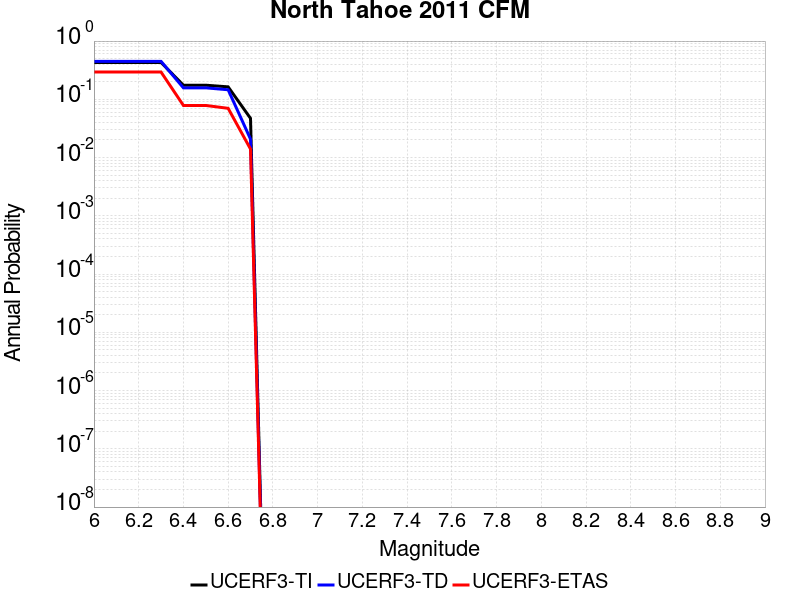 North Tahoe 2011 CFM
10^0
10^-1
10^-2
10^-3
10^-4
10^-5
10^-6
10^-7
10^-8
Annual Probability
6 6.2 6.4 6.6 6.8 7 7.2 7.4 7.6 7.8 8 8.2 8.4 8.6 8.8 9
Magnitude
UCERF3-TI UCERF3-TD UCERF3-ETAS